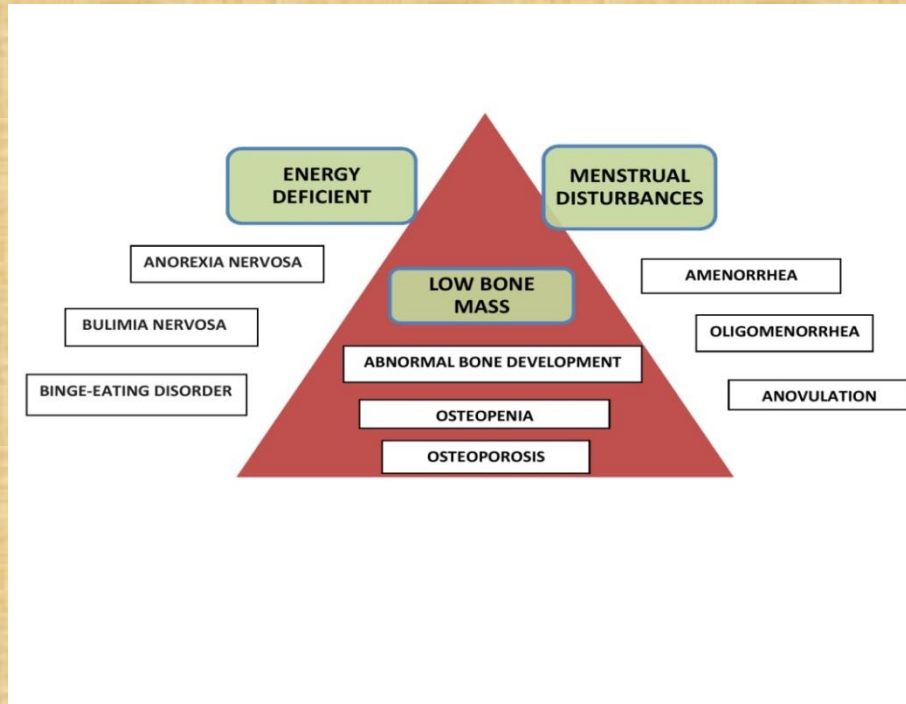 ENERGY
DEFICIENT
ANOREXIA NERVOSA
BULIMIA NERVOSA
BINGE-EATING DISORDER
LOW BONE
MASS
ABNORMAL BONE DEVELOPMENT
OSTEOPENIA
OSTEOPOROSIS
MENSTRUAL
DISTURBANCES
AMENORRHEA
OLIGOMENORRHEA
ANOVULATION